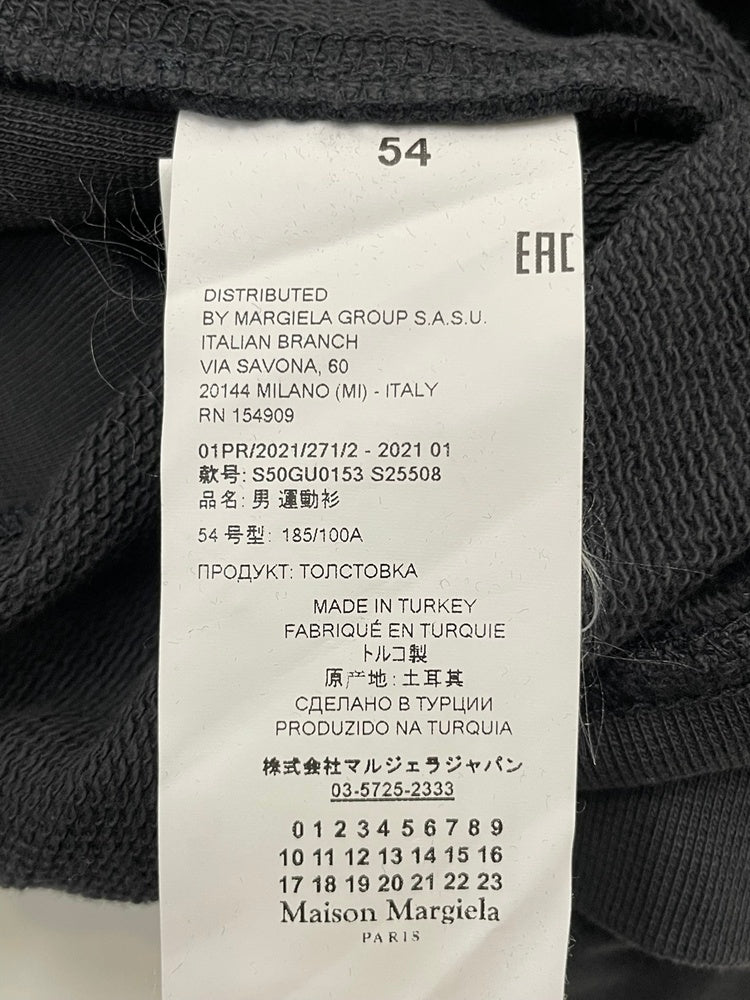 54
EAC
DISTRIBUTED
BY MARGIELA GROUP S.A.S.U.
ITALIAN BRANCH
VIA SAVONA, 60
20144 MILANO (MI) - ITALY
RN 154909
01PR/2021/271/2 - 2021 01
款号: S50GU0153 S25508
品名: 男 運動衫
54 号型: 185/100A
ПРОДУКТ: ТОЛСТОВКА
MADE IN TURKEY
FABRIQUÉ EN TURQUIE
トルコ製
原产地: 土耳其
СДЕЛАНО В ТУРЦИИ
PRODUZIDO NA TURQUIA
株式会社マルジェラジャパン
03-5725-2333
0 1 2 3 4 5 6 7 8 9
10 11 12 13 14 15 16
17 18 19 20 21 22 23
Maison Margiela
PARIS